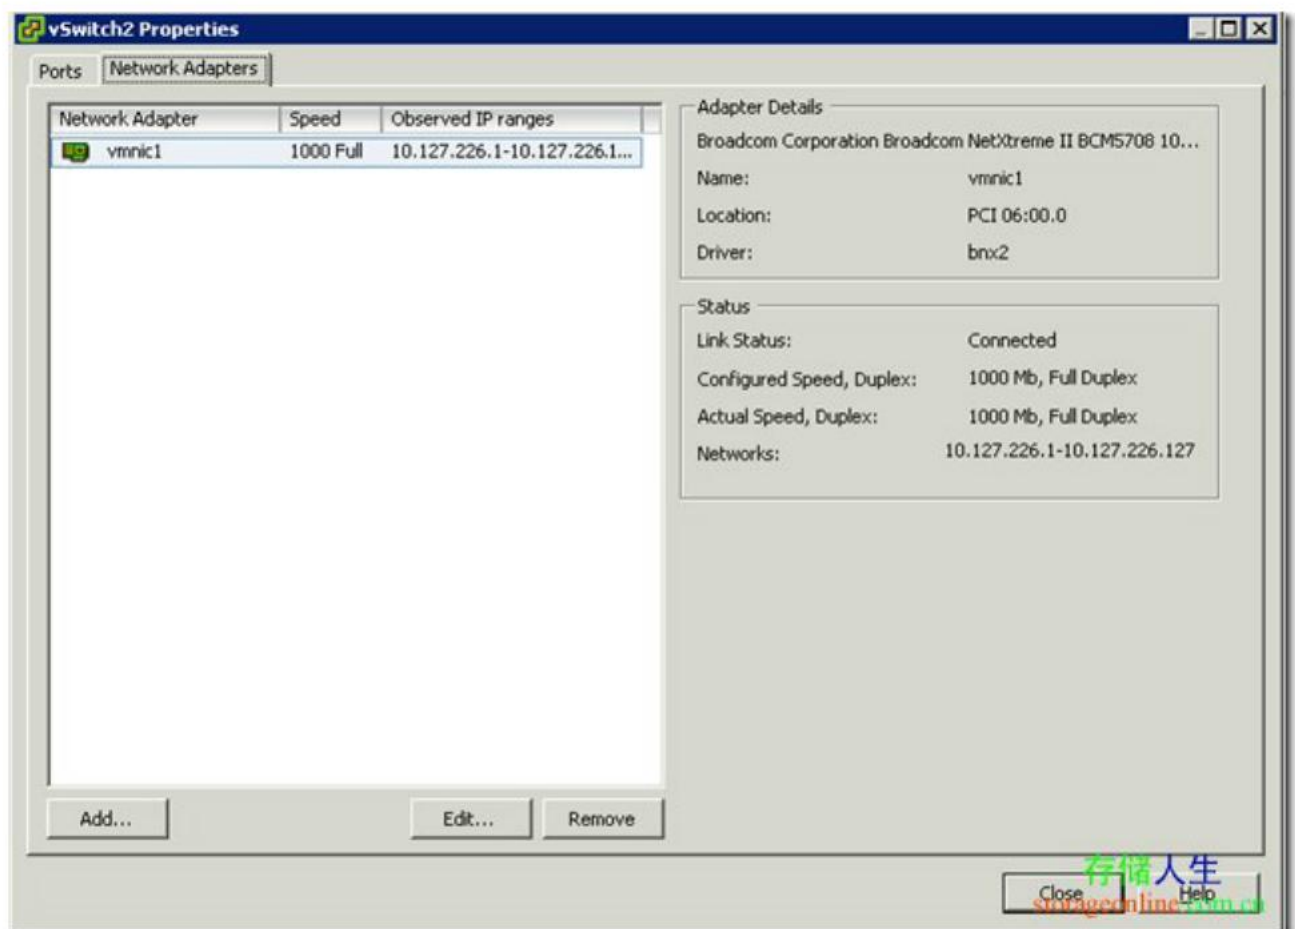 vSwitch2 Properties
Ports Network Adapters
Network Adapter Speed Observed IP ranges
vmnic1 1000 Full 10.127.226.1-10.127.226.1...
Adapter Details
Broadcom Corporation Broadcom NetXtreme II BCM5708 10...
Name: vmnic1
Location: PCI 06:00.0
Driver: bnx2
Status
Link Status: Connected
Configured Speed, Duplex: 1000 Mb, Full Duplex
Actual Speed, Duplex: 1000 Mb, Full Duplex
Networks: 10.127.226.1-10.127.226.127
Add... Edit... Remove
存储人生
Close Help
storageonline.com.cn